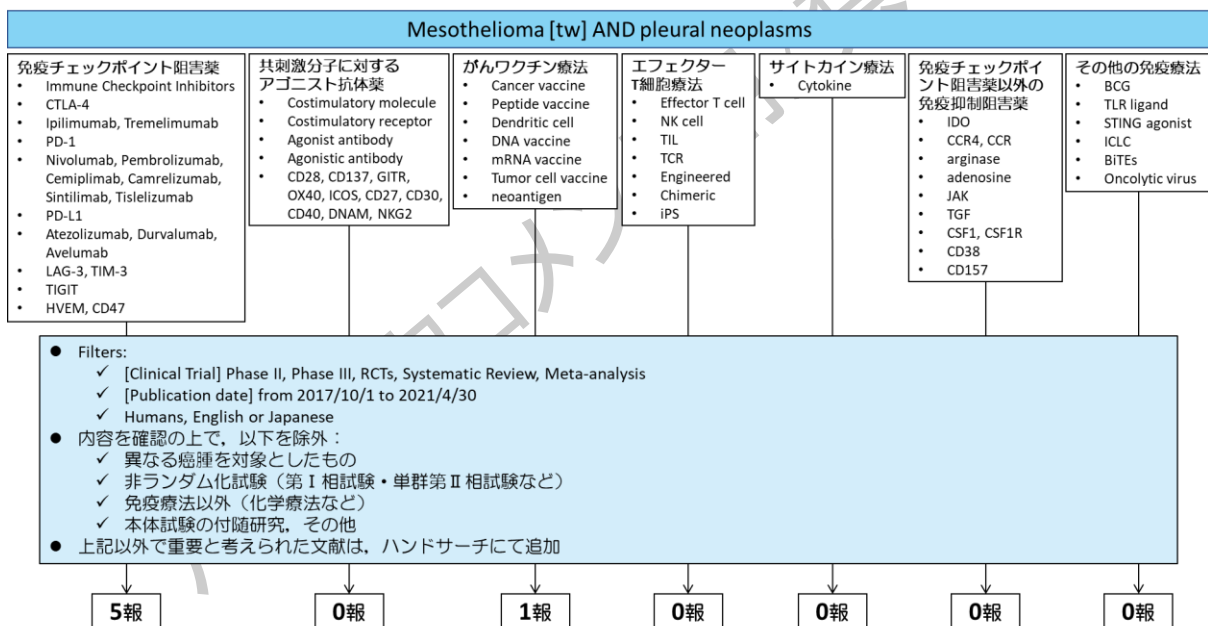 Mesothelioma [tw] AND pleural neoplasms
免疫チェックポイント阻害薬
• Immune Checkpoint Inhibitors
• CTLA-4
• Ipilimumab, Tremelimumab
• PD-1
• Nivolumab, Pembrolizumab,
Cemiplimab, Camrelizumab,
Sintilimab, Tislelizumab
• PD-L1
• Atezolizumab, Durvalumab,
Avelumab
• LAG-3, TIM-3
• TIGIT
• HVEM, CD47
共刺激分子に対する
アゴニスト抗体薬
• Costimulatory molecule
• Costimulatory receptor
• Agonist antibody
• Agonistic antibody
• CD28, CD137, GITR,
OX40, ICOS, CD27, CD30,
CD40, DNAM, NKG2
がんワクチン療法
• Cancer vaccine
• Peptide vaccine
• Dendritic cell
• DNA vaccine
• mRNA vaccine
• Tumor cell vaccine
• neoantigen
エフェクター
T細胞療法
• Effector T cell
• NK cell
• TIL
• TCR
• Engineered
• Chimeric
• iPS
サイトカイン療法
• Cytokine
免疫チェックポイ
ント阻害薬以外の
免疫抑制阻害薬
• IDO
• CCR4, CCR
• arginase
• adenosine
• JAK
• TGF
• CSF1, CSF1R
• CD38
• CD157
その他の免疫療法
• BCG
• TLR ligand
• STING agonist
• ICLC
• BiTEs
• Oncolytic virus
● Filters:
✓ [Clinical Trial] Phase II, Phase III, RCTs, Systematic Review, Meta-analysis
✓ [Publication date] from 2017/10/1 to 2021/4/30
✓ Humans, English or Japanese
● 内容を確認の上で，以下を除外：
✓ 異なる癌腫を対象としたもの
✓ 非ランダム化試験（第Ⅰ相試験・単群第Ⅱ相試験など）
✓ 免疫療法以外（化学療法など）
✓ 本体試験の付随研究，その他
● 上記以外で重要と考えられた文献は，ハンドサーチにて追加
5報
0報
1報
0報
0報
0報
0報